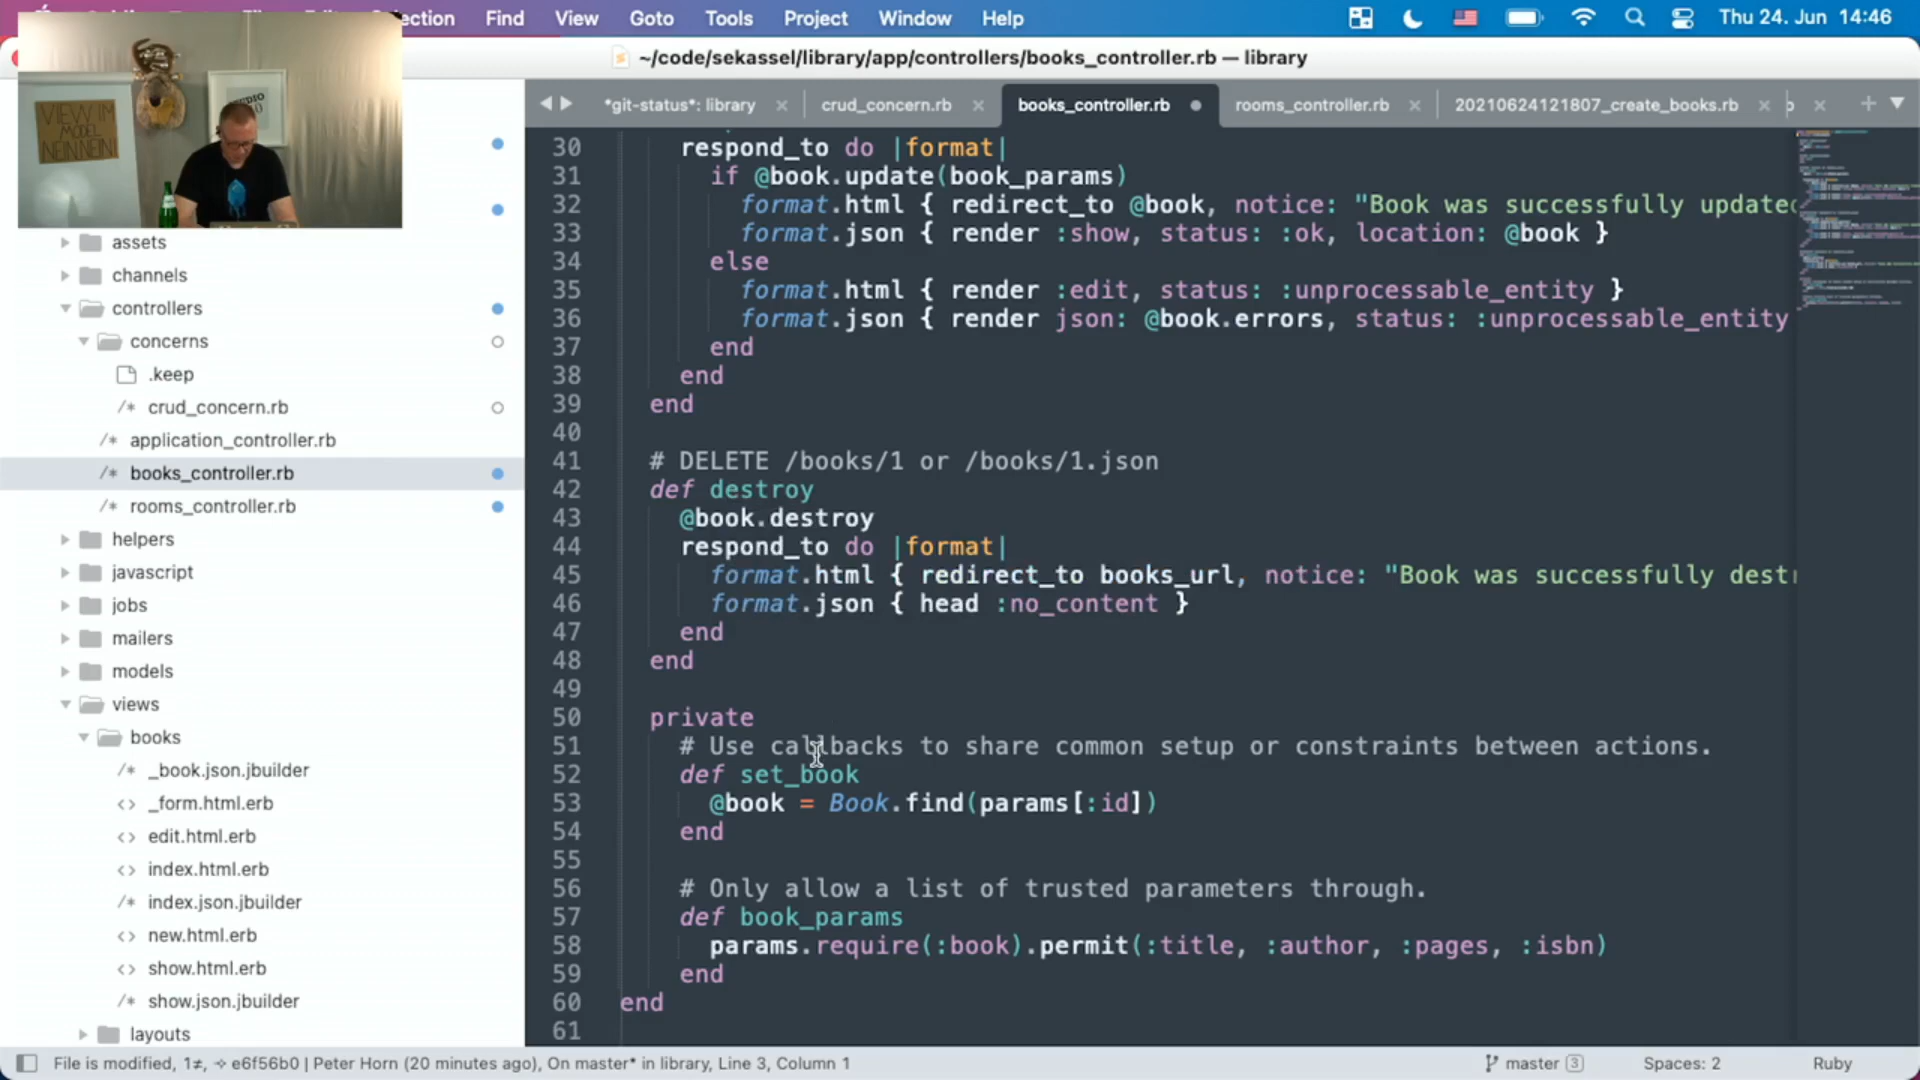 Selection Find View Goto Tools Project Window Help Thu 24. Jun 14:46
~/code/sekassel/library/app/controllers/books_controller.rb — library
*git-status*: library crud_concern.rb books_controller.rb rooms_controller.rb 20210624121807_create_books.rb
VIEW IM
MODEL
NEINNEIN!
assets
channels
controllers
concerns
.keep
/* crud_concern.rb
/* application_controller.rb
/* books_controller.rb
/* rooms_controller.rb
helpers
javascript
jobs
mailers
models
views
books
/* _book.json.jbuilder
<> _form.html.erb
<> edit.html.erb
<> index.html.erb
/* index.json.jbuilder
<> new.html.erb
<> show.html.erb
/* show.json.jbuilder
layouts
30 respond_to do |format|
31 if @book.update(book_params)
32 format.html { redirect_to @book, notice: "Book was successfully updated
33 format.json { render :show, status: :ok, location: @book }
34 else
35 format.html { render :edit, status: :unprocessable_entity }
36 format.json { render json: @book.errors, status: :unprocessable_entity
37 end
38 end
39 end
40
41 # DELETE /books/1 or /books/1.json
42 def destroy
43 @book.destroy
44 respond_to do |format|
45 format.html { redirect_to books_url, notice: "Book was successfully destr
46 format.json { head :no_content }
47 end
48 end
49
50 private
51 # Use callbacks to share common setup or constraints between actions.
52 def set_book
53 @book = Book.find(params[:id])
54 end
55
56 # Only allow a list of trusted parameters through.
57 def book_params
58 params.require(:book).permit(:title, :author, :pages, :isbn)
59 end
60 end
61
File is modified, 1≠, → e6f56b0 | Peter Horn (20 minutes ago), On master* in library, Line 3, Column 1 master 3 Spaces: 2 Ruby